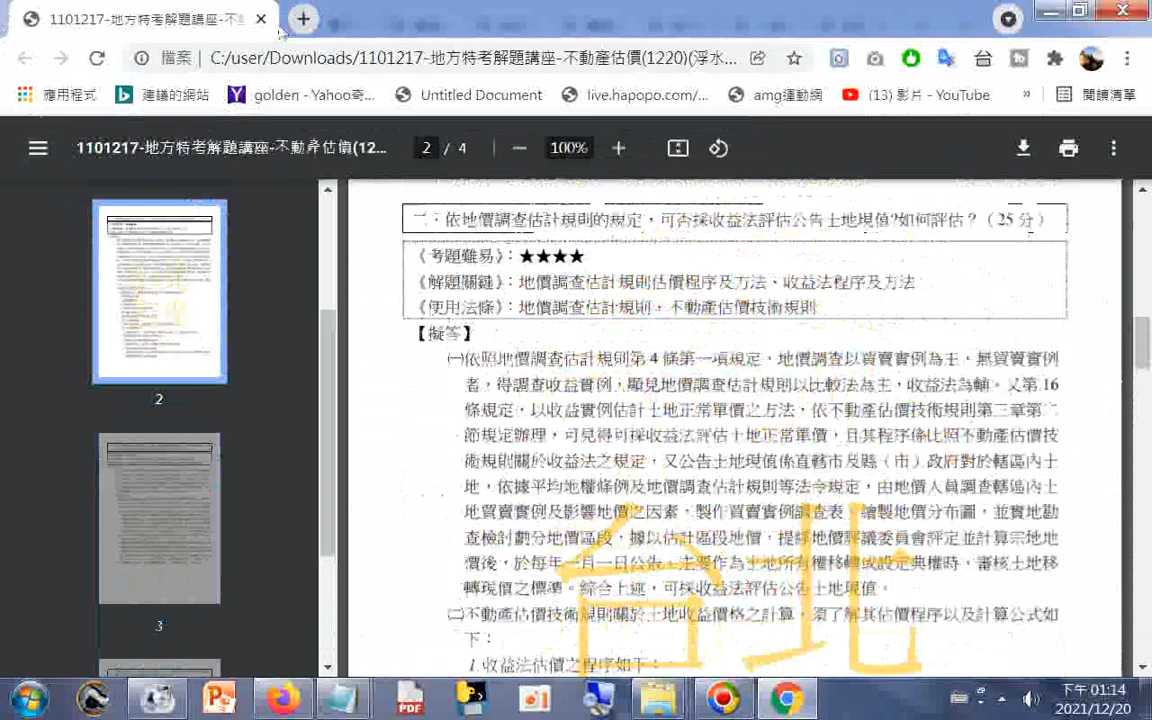 1101217-地方特考解題講座-不動
檔案
C:/user/Downloads/1101217-地方特考解題講座-不動產估價(1220)(浮水...
應用程式
建議的網站
golden - Yahoo奇...
Untitled Document
live.hapopo.com/...
amg運動網
(13) 影片 - YouTube
»
閱讀清單
1101217-地方特考解題講座-不動產估價(12...
2 / 4
100%
二、依地價調查估計規則的規定，可否採收益法評估公告土地現值?如何評估？（25 分）
《考題難易》：★★★★
《解題關鍵》：地價調查估計規則估價程序及方法、收益法程序及方法
《使用法條》：地價調查估計規則、不動產估價技術規則
【擬答】
㈠依照地價調查估計規則第 4 條第一項規定，地價調查以買賣實例為主，無買賣實例
者，得調查收益實例，顯見地價調查估計規則以比較法為主，收益法為輔。又第 16
條規定，以收益實例估計土地正常單價之方法，依不動產估價技術規則第三章第二
節規定辦理，可見得可採收益法評估土地正常單價，且其程序係比照不動產估價技
術規則關於收益法之規定，又公告土地現值係直轄市及縣（市）政府對於轄區內土
地，依據平均地權條例及地價調查估計規則等法令規定，由地價人員調查轄區內土
地買賣實例及影響地價之因素，製作買賣實例調查表、繪製地價分布圖，並實地勘
查檢討劃分地價區段，據以估計區段地價，提經地價評議委員會評定並計算宗地地
價後，於每年一月一日公告，主要作為土地所有權移轉或設定典權時，審核土地移
轉現值之標準。綜合上述，可採收益法評估公告土地現值。
㈡不動產估價技術規則關於土地收益價格之計算，須了解其估價程序以及計算公式如
下：
1.收益法估價之程序如下：
台北
2
3
下午 01:14
2021/12/20